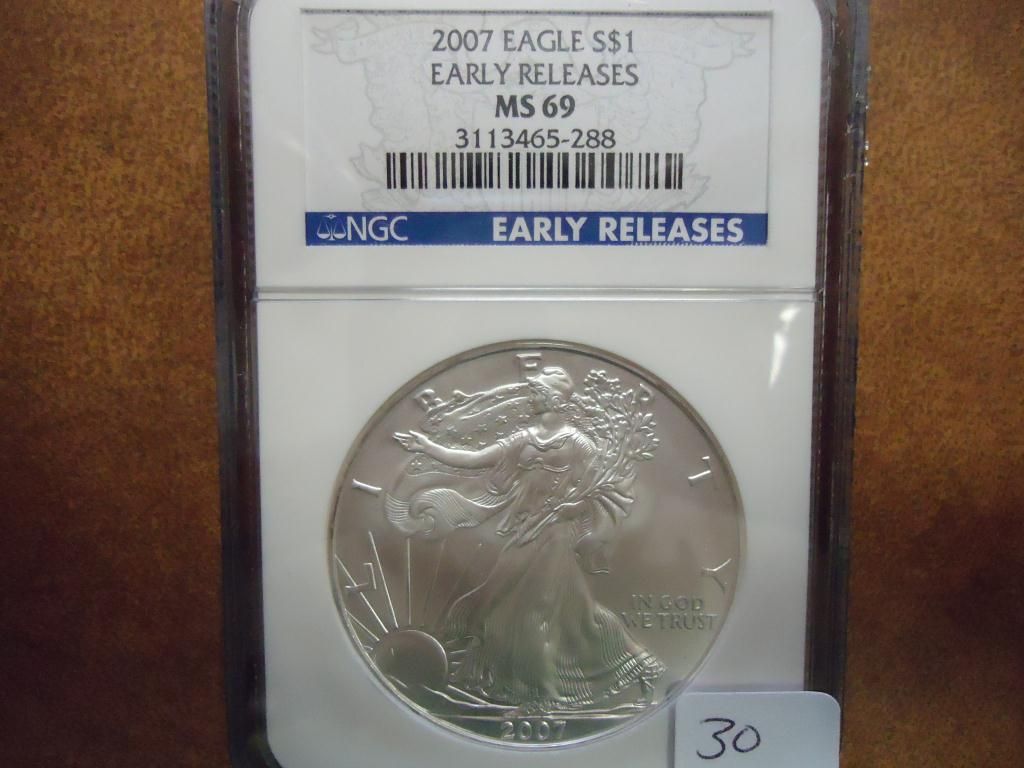 2007 EAGLE S$1
EARLY RELEASES
MS 69
3113465-288
NGC EARLY RELEASES
LIBERTY
IN GOD
WE TRUST
2007
30